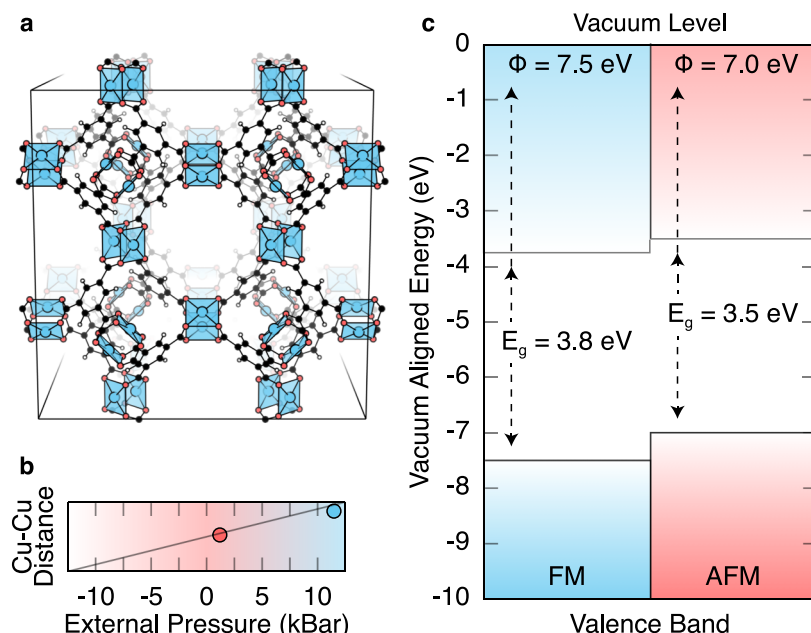 a
b
Cu-Cu
Distance
-10 -5 0 5 10
External Pressure (kBar)
c
Vacuum Level
Vacuum Aligned Energy (eV)
0
-1
-2
-3
-4
-5
-6
-7
-8
-9
-10
Φ = 7.5 eV
Φ = 7.0 eV
E_g = 3.8 eV
E_g = 3.5 eV
FM
AFM
Valence Band